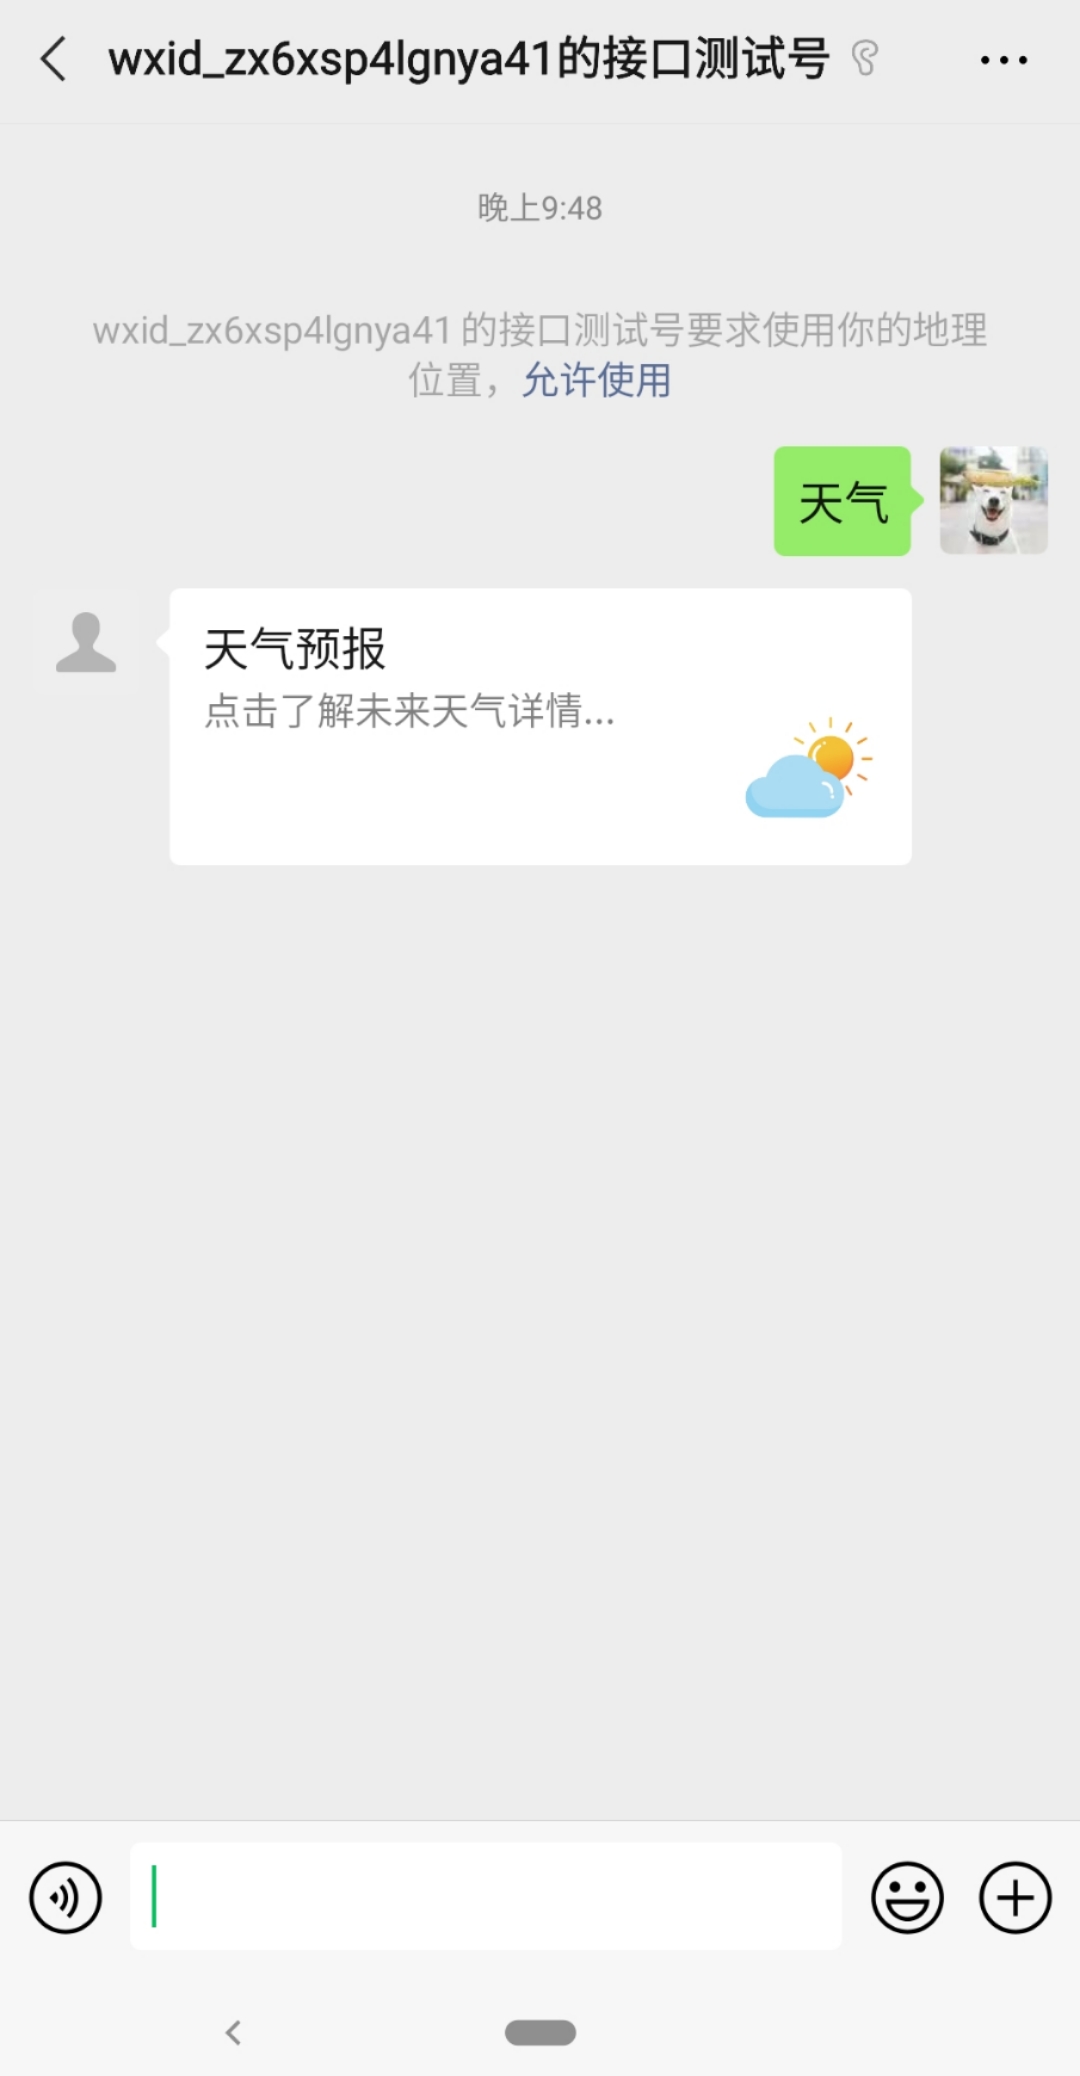 wxid_zx6xsp4lgnya41的接口测试号
晚上9:48
wxid_zx6xsp4lgnya41 的接口测试号要求使用你的地理
位置，允许使用
天气
天气预报
点击了解未来天气详情...